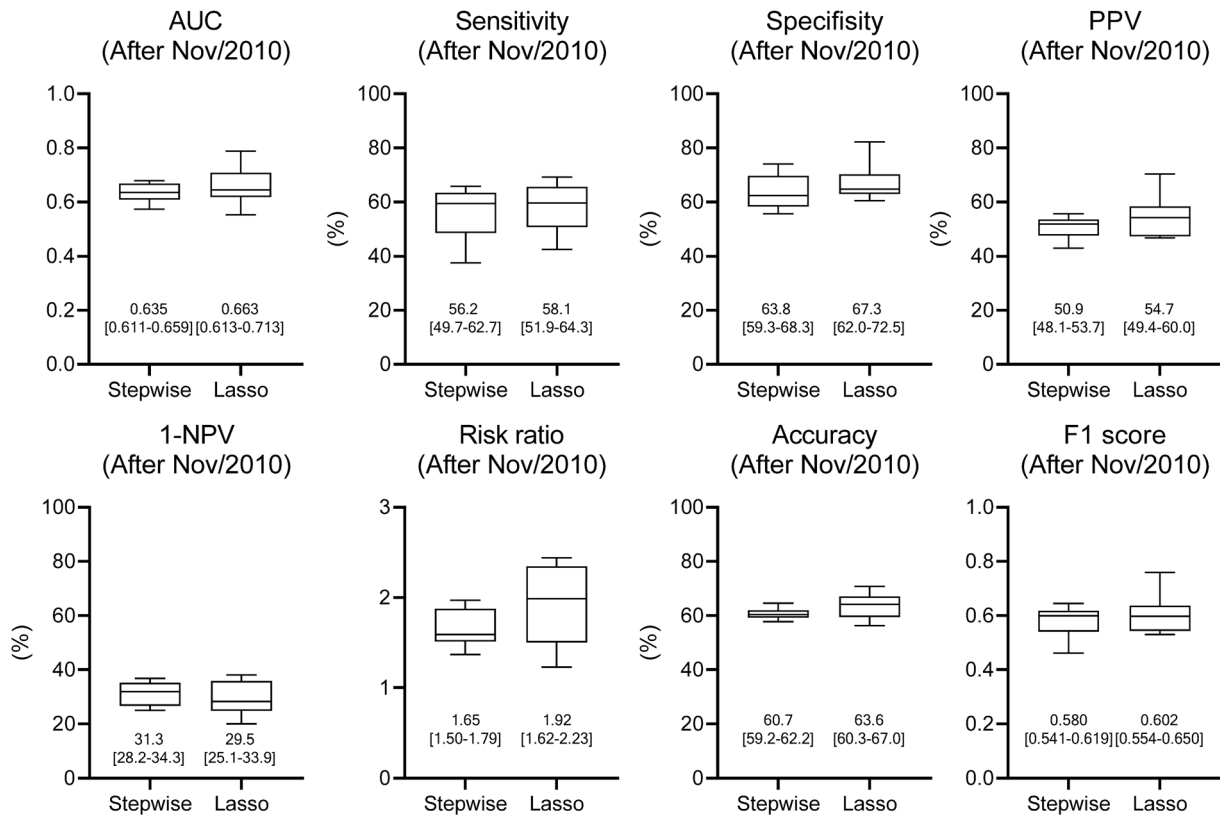 AUC
(After Nov/2010)
1.0
0.8
0.6
0.4
0.2
0.0
0.635
[0.611-0.659]
0.663
[0.613-0.713]
Stepwise
Lasso
Sensitivity
(After Nov/2010)
(%)
100
80
60
40
20
0
56.2
[49.7-62.7]
58.1
[51.9-64.3]
Stepwise
Lasso
Specifisity
(After Nov/2010)
(%)
100
80
60
40
20
0
63.8
[59.3-68.3]
67.3
[62.0-72.5]
Stepwise
Lasso
PPV
(After Nov/2010)
(%)
100
80
60
40
20
0
50.9
[48.1-53.7]
54.7
[49.4-60.0]
Stepwise
Lasso
1-NPV
(After Nov/2010)
(%)
100
80
60
40
20
0
31.3
[28.2-34.3]
29.5
[25.1-33.9]
Stepwise
Lasso
Risk ratio
(After Nov/2010)
3
2
1
0
1.65
[1.50-1.79]
1.92
[1.62-2.23]
Stepwise
Lasso
Accuracy
(After Nov/2010)
(%)
100
80
60
40
20
0
60.7
[59.2-62.2]
63.6
[60.3-67.0]
Stepwise
Lasso
F1 score
(After Nov/2010)
1.0
0.8
0.6
0.4
0.2
0.0
0.580
[0.541-0.619]
0.602
[0.554-0.650]
Stepwise
Lasso